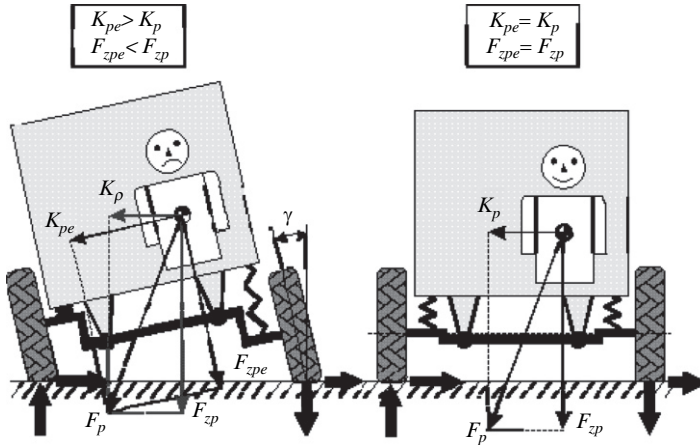 K_pe > K_p
F_zpe < F_zp
K_pe = K_p
F_zpe = F_zp
K_ρ
K_pe
γ
K_p
F_zpe
F_p
F_zp
F_p
F_zp